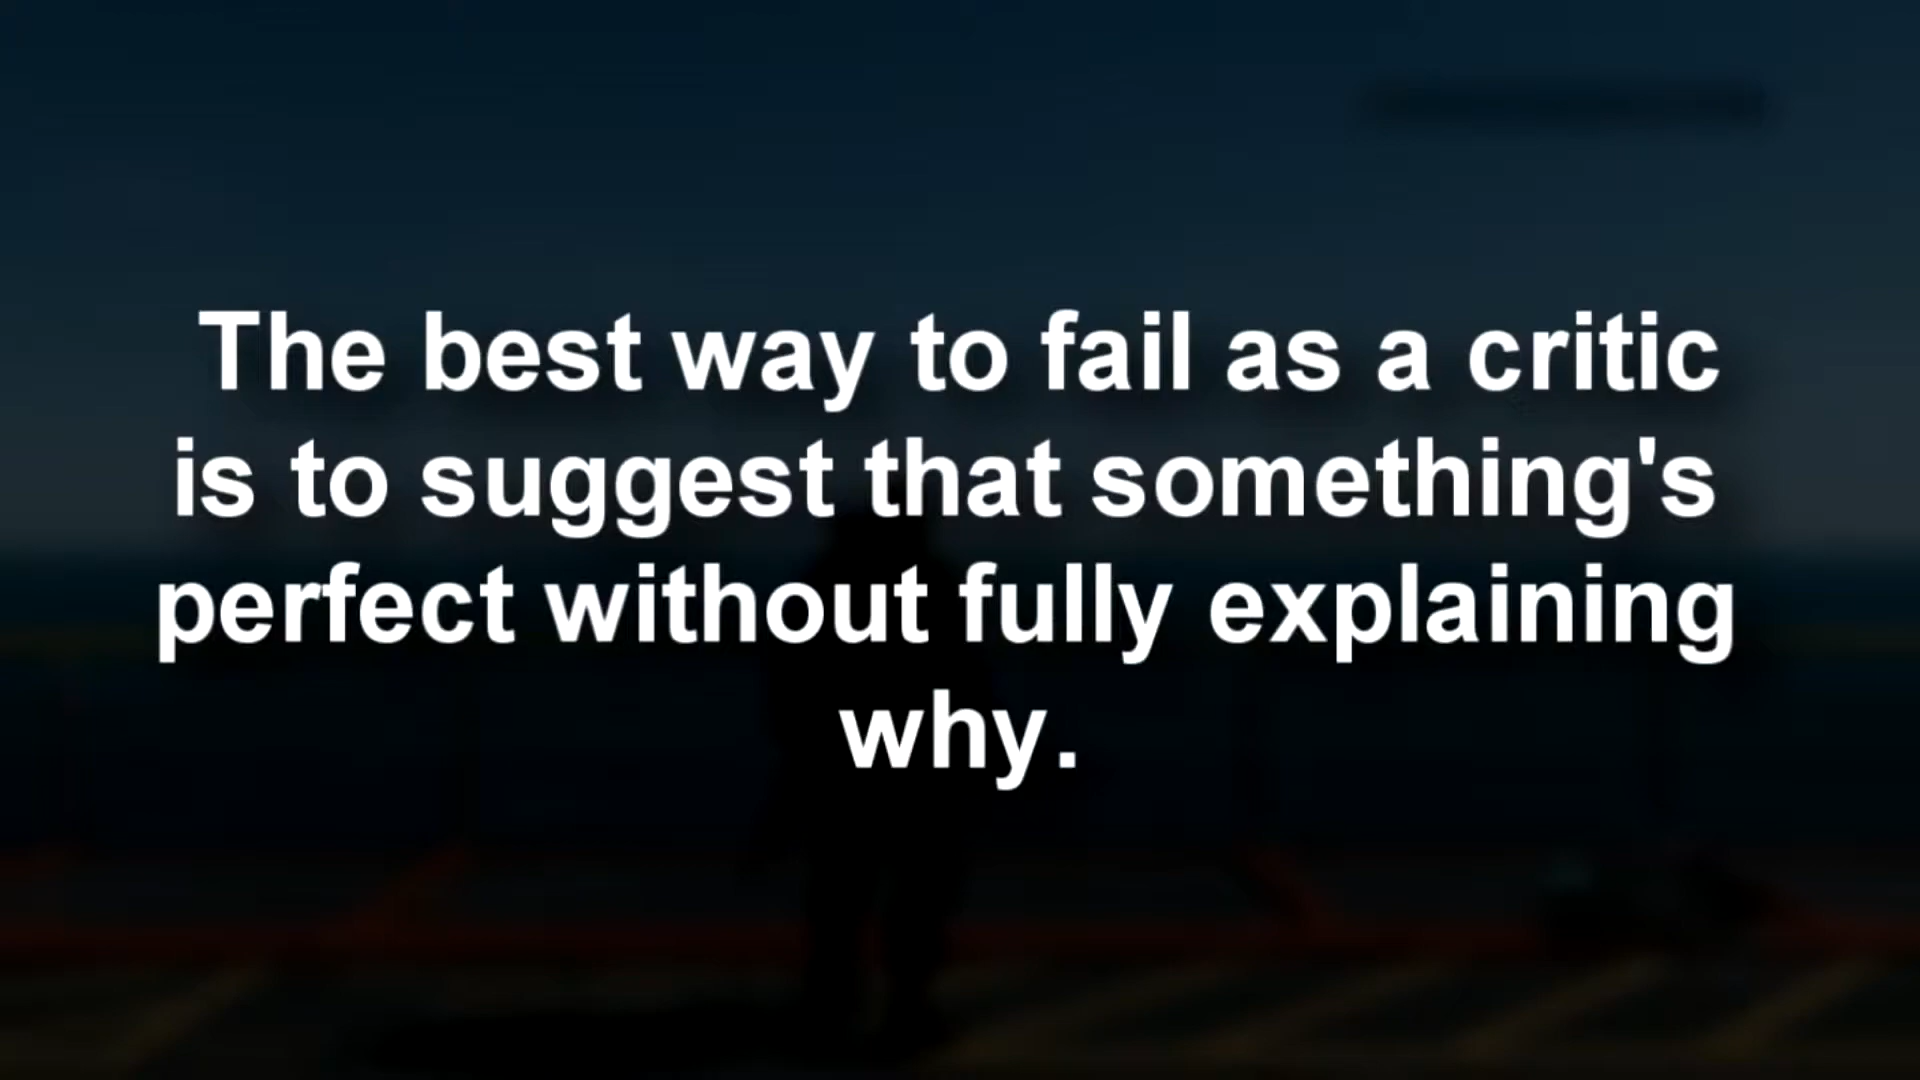 The best way to fail as a critic
is to suggest that something's
perfect without fully explaining
why.